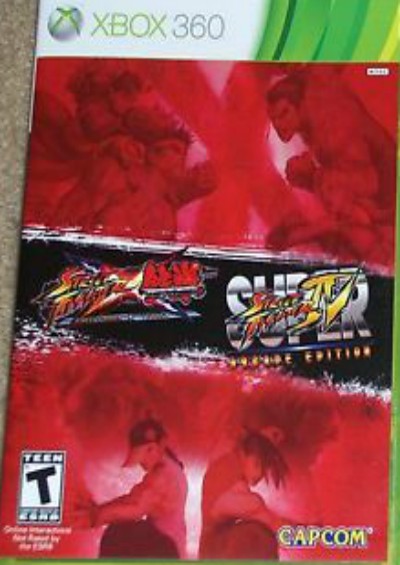 XBOX 360
STREET FIGHTER X 鉄拳
SUPER
STREET FIGHTER IV
ARCADE EDITION
TEEN
T
ESRB
Online Interactions
Not Rated by
the ESRB
CAPCOM